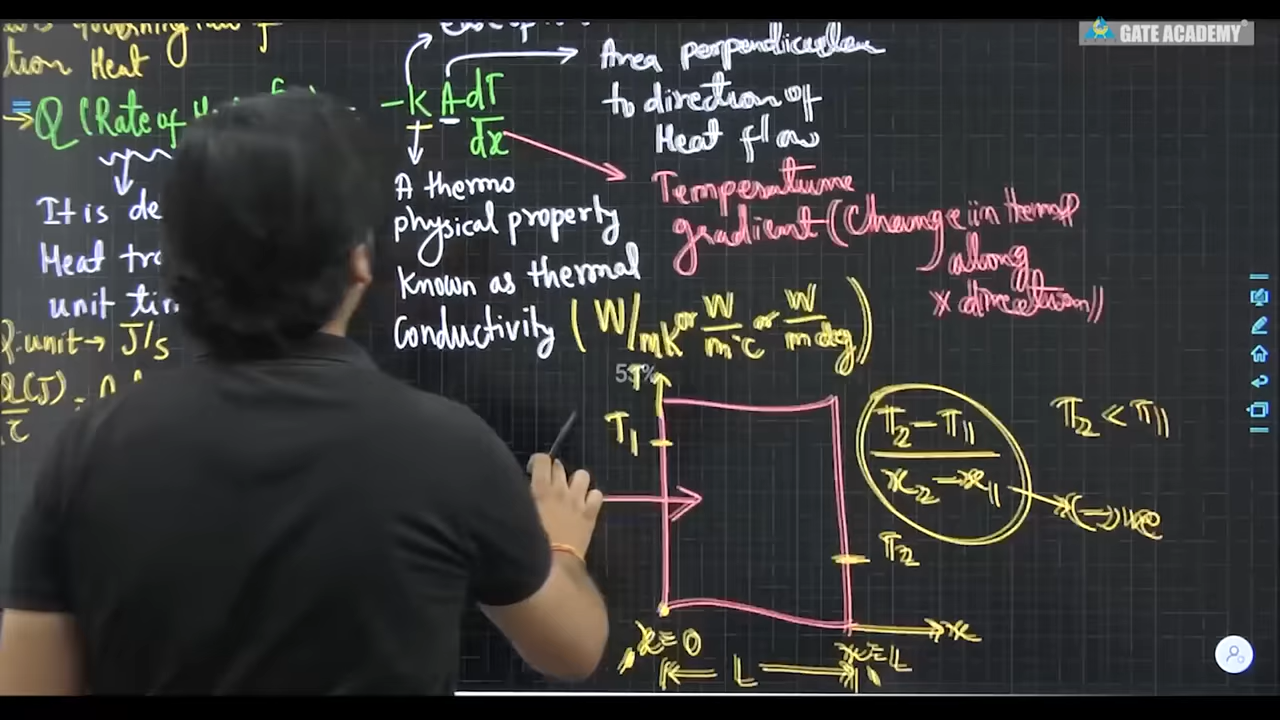 GATE ACADEMY
tion Heat
Q (Rate of
-k A dT/dx
Area perpendicular
to direction of
Heat flow
It is de
Heat tra
unit tim
Q:unit → J/s
Q(J)
τ
A thermo
physical property
known as thermal
conductivity (W/mK or W/m°C or W/m deg)
Temperature
gradient (Change in temp
along
x direction)
55%
T
T1
T2 - T1
x2 - x1
T2 < T1
(-)ve
T2
x
x=0
x=L
L